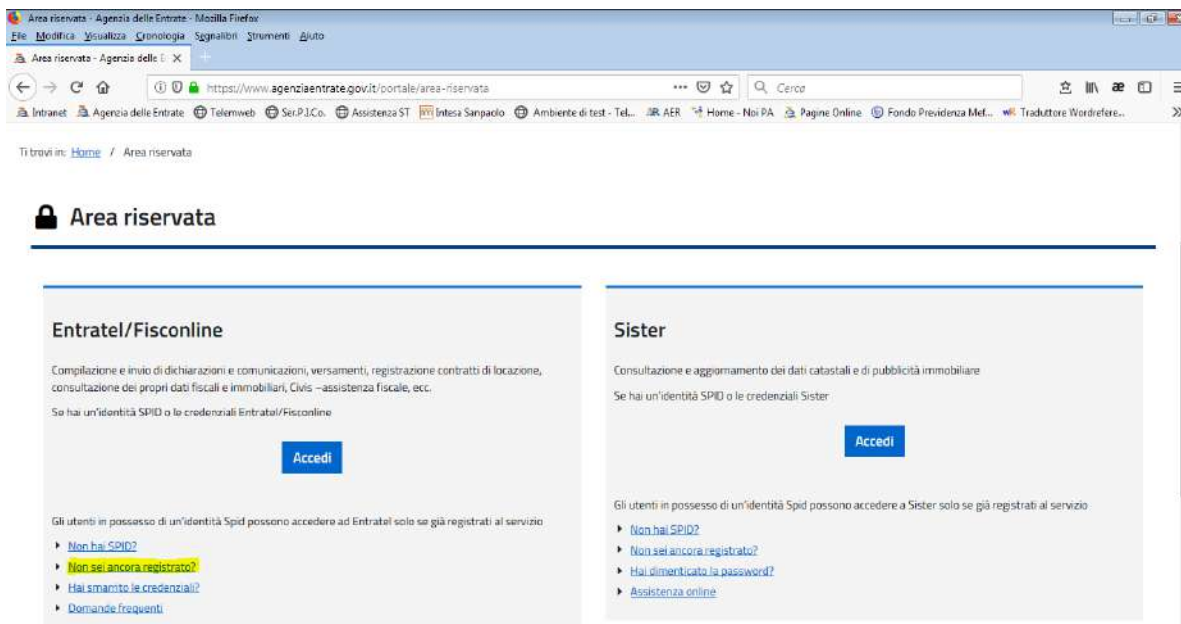 Area riservata - Agenzia delle Entrate - Mozilla Firefox
File Modifica Visualizza Cronologia Segnalibri Strumenti Aiuto
Area riservata - Agenzia delle E
https://www.agenziaentrate.gov.it/portale/area-riservata
Cerca
Intranet Agenzia delle Entrate Telemweb Ser.P.I.Co. Assistenza ST Intesa Sanpaolo Ambiente di test - Tel... AER Home - Noi PA Pagine Online Fondo Previdenza Mef... Traduttore Wordrefere...
Ti trovi in: Home / Area riservata
Area riservata
Entratel/Fisconline
Compilazione e invio di dichiarazioni e comunicazioni, versamenti, registrazione contratti di locazione,
consultazione dei propri dati fiscali e immobiliari, Civis –assistenza fiscale, ecc.
Se hai un'identità SPID o le credenziali Entratel/Fisconline
Accedi
Gli utenti in possesso di un'identità Spid possono accedere ad Entratel solo se già registrati al servizio
Non hai SPID?
Non sei ancora registrato?
Hai smarrito le credenziali?
Domande frequenti
Sister
Consultazione e aggiornamento dei dati catastali e di pubblicità immobiliare
Se hai un'identità SPID o le credenziali Sister
Accedi
Gli utenti in possesso di un'identità Spid possono accedere a Sister solo se già registrati al servizio
Non hai SPID?
Non sei ancora registrato?
Hai dimenticato la password?
Assistenza online